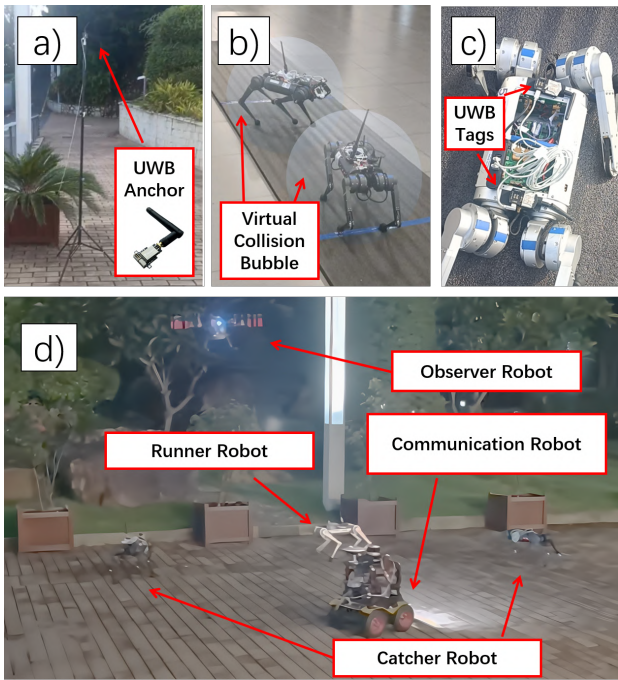 a)
UWB
Anchor
b)
Virtual
Collision
Bubble
c)
UWB
Tags
d)
Observer Robot
Runner Robot
Communication Robot
Catcher Robot